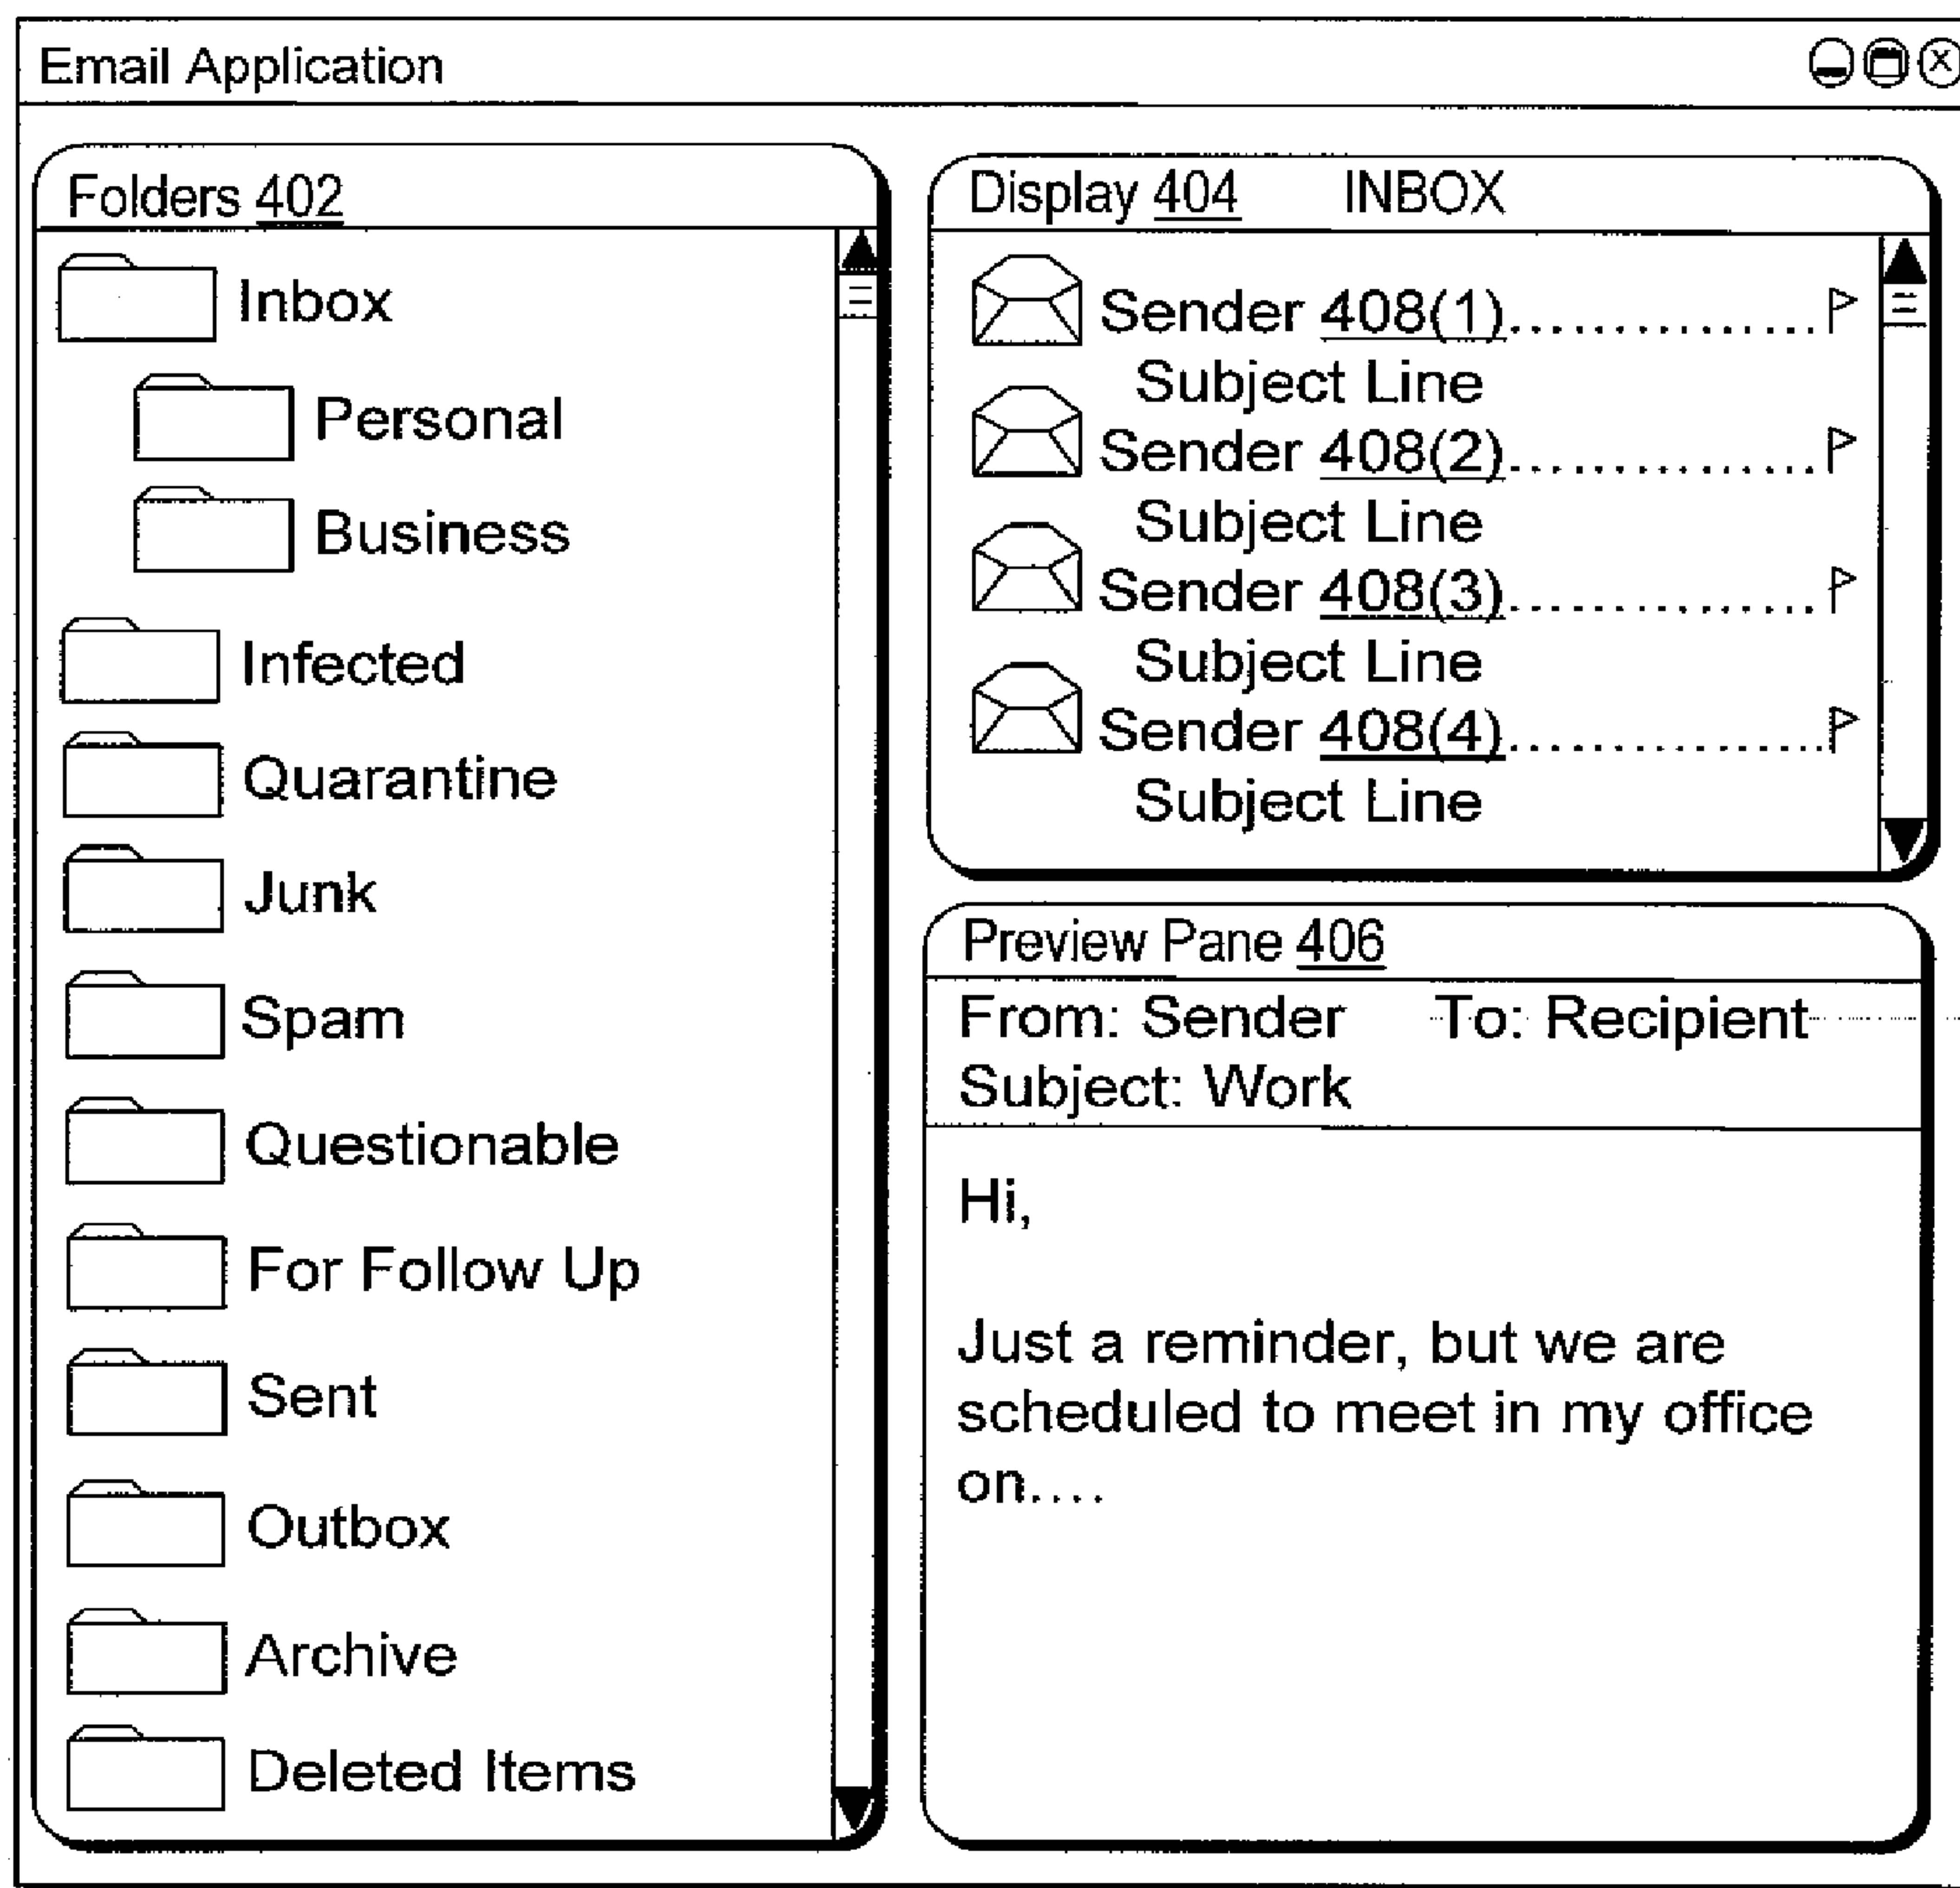 Email Application
Folders 402
Inbox
Personal
Business
Infected
Quarantine
Junk
Spam
Questionable
For Follow Up
Sent
Outbox
Archive
Deleted Items
Display 404 INBOX
Sender 408(1)...............
Subject Line
Sender 408(2)...............
Subject Line
Sender 408(3)...............
Subject Line
Sender 408(4)...............
Subject Line
Preview Pane 406
From: Sender To: Recipient
Subject: Work
Hi,
Just a reminder, but we are
scheduled to meet in my office
on....